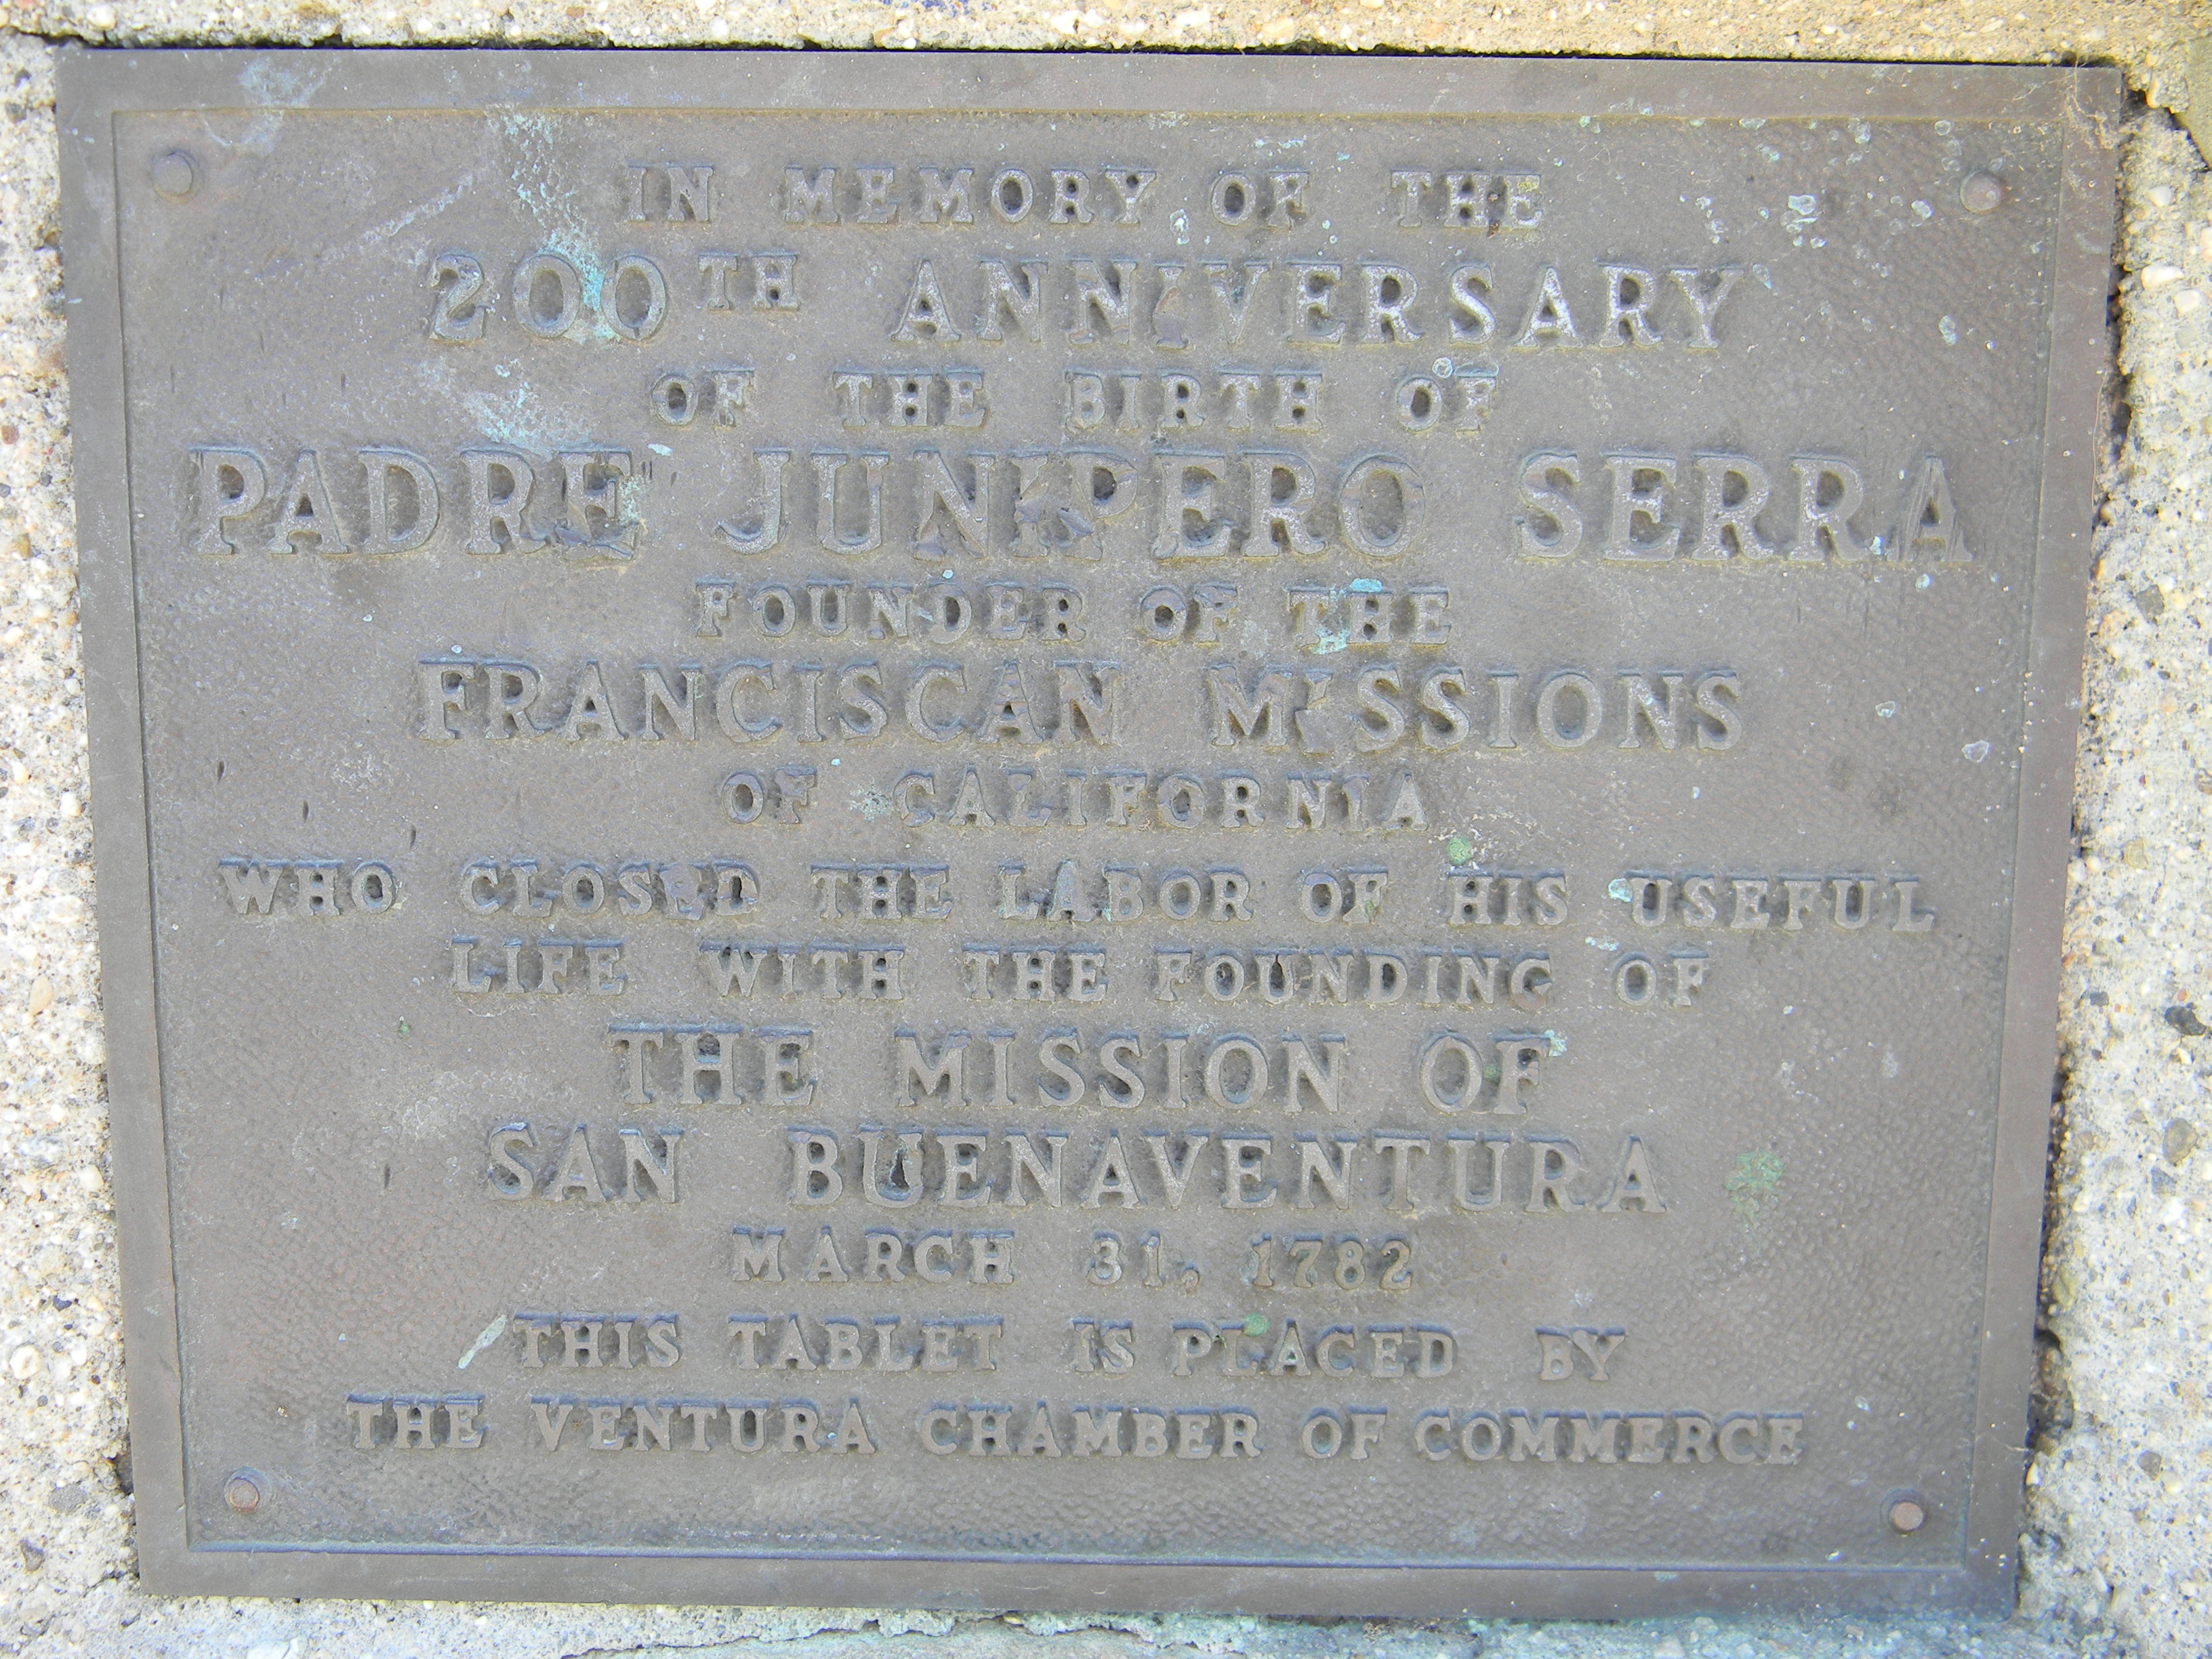 IN MEMORY OF THE
200TH ANNIVERSARY
OF THE BIRTH OF
PADRE JUNIPERO SERRA
FOUNDER OF THE
FRANCISCAN MISSIONS
OF CALIFORNIA
WHO CLOSED THE LABOR OF HIS USEFUL
LIFE WITH THE FOUNDING OF
THE MISSION OF
SAN BUENAVENTURA
MARCH 31, 1782
THIS TABLET IS PLACED BY
THE VENTURA CHAMBER OF COMMERCE